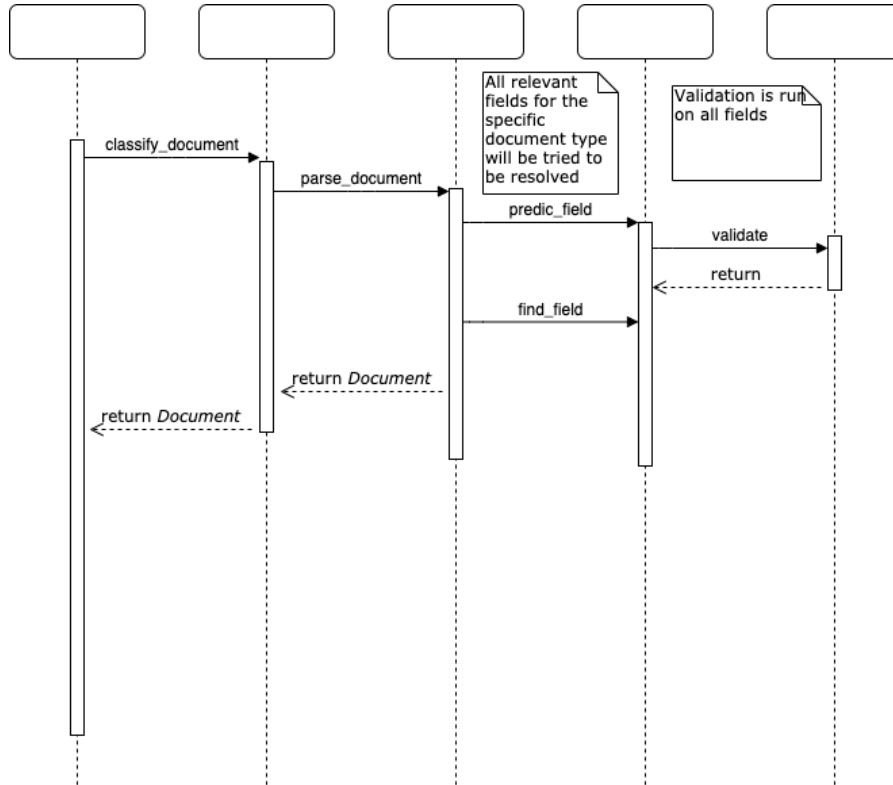 All relevant
fields for the
specific
document type
will be tried to
be resolved
Validation is run
on all fields
classify_document
parse_document
predic_field
validate
return
find_field
return Document
return Document